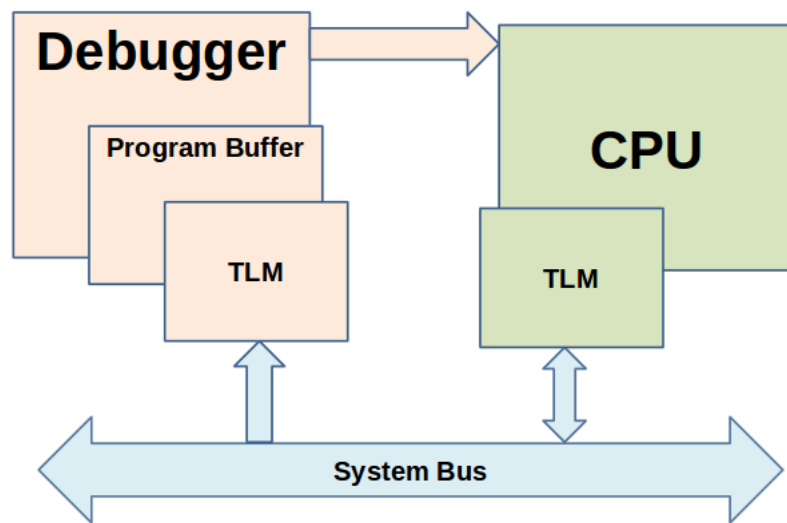 Debugger
Program Buffer
TLM
CPU
TLM
System Bus